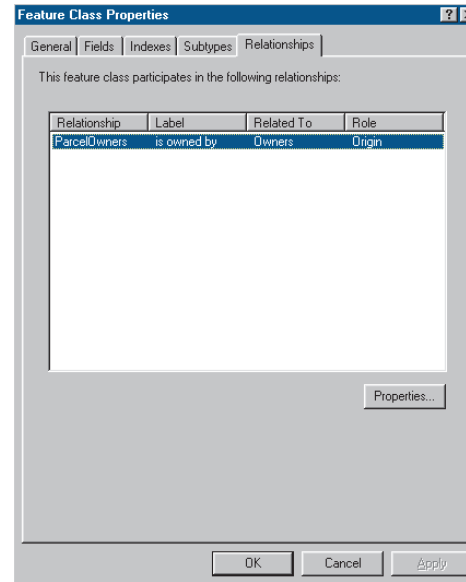 Feature Class Properties
General Fields Indexes Subtypes Relationships
This feature class participates in the following relationships:
Relationship Label Related To Role
ParcelOwners is owned by Owners Origin
Properties...
OK Cancel Apply